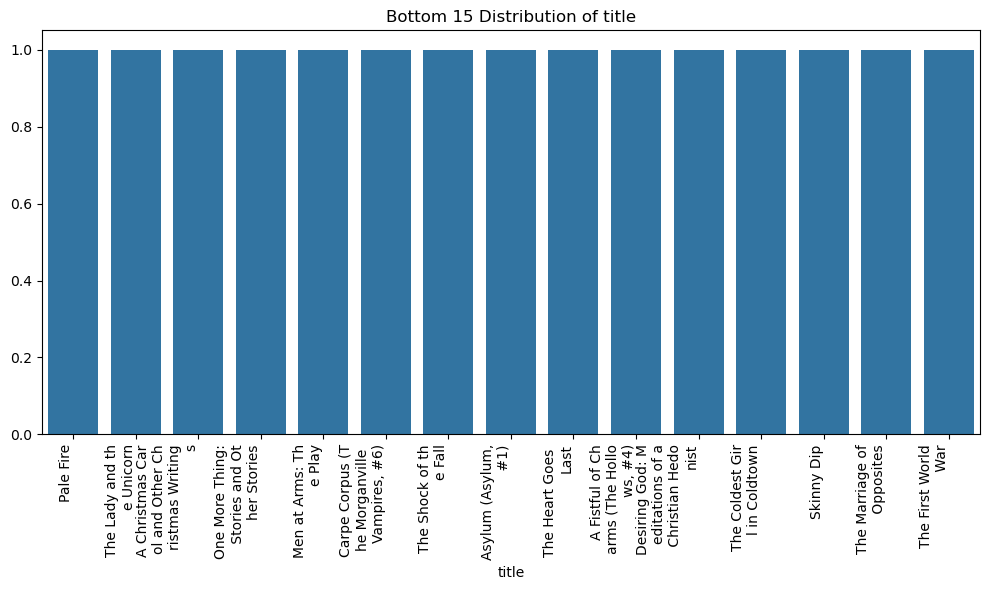 Bottom 15 Distribution of title
1.0
0.8
0.6
0.4
0.2
0.0
Pale Fire
The Lady and th
e Unicorn
A Christmas Car
ol and Other Ch
ristmas Writing
s
One More Thing:
Stories and Ot
her Stories
Men at Arms: Th
e Play
Carpe Corpus (T
he Morganville
Vampires, #6)
The Shock of th
e Fall
Asylum (Asylum,
#1)
The Heart Goes
Last
A Fistful of Ch
arms (The Hollo
ws, #4)
Desiring God: M
editations of a
Christian Hedo
nist
The Coldest Gir
l in Coldtown
Skinny Dip
The Marriage of
Opposites
The First World
War
title